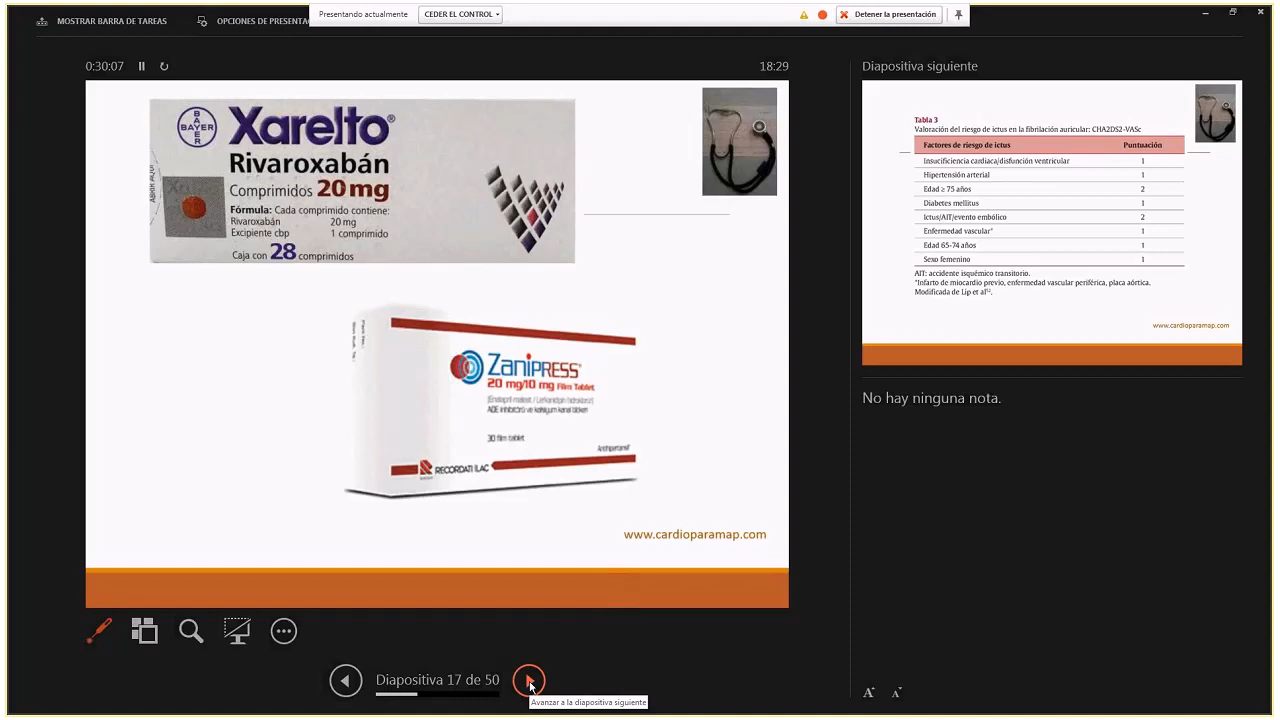 MOSTRAR BARRA DE TAREAS
OPCIONES DE PRESENTA
Presentando actualmente
CEDER EL CONTROL
Detener la presentación
0:30:07
18:29
BAYER
BAYER
Xarelto®
Rivaroxabán
Comprimidos 20 mg
Fórmula: Cada comprimido contiene:
Rivaroxabán 20 mg
Excipiente cbp 1 comprimido
Caja con 28 comprimidos
ABRIR AQUÍ
ZANIPRESS®
20 mg/10 mg Film Tablet
30 film tablet
Antihipertansif
RECORDATI İLAÇ
www.cardioparamap.com
Diapositiva 17 de 50
Avanzar a la diapositiva siguiente
Diapositiva siguiente
Tabla 3
Valoración del riesgo de ictus en la fibrilación auricular: CHA2DS2-VASc
Factores de riesgo de ictus Puntuación
Insucificiencia cardiaca/disfunción ventricular 1
Hipertensión arterial 1
Edad ≥ 75 años 2
Diabetes mellitus 1
Ictus/AIT/evento embólico 2
Enfermedad vascular* 1
Edad 65-74 años 1
Sexo femenino 1
AIT: accidente isquémico transitorio.
*Infarto de miocardio previo, enfermedad vascular periférica, placa aórtica.
Modificada de Lip et al
www.cardioparamap.com
No hay ninguna nota.
A A